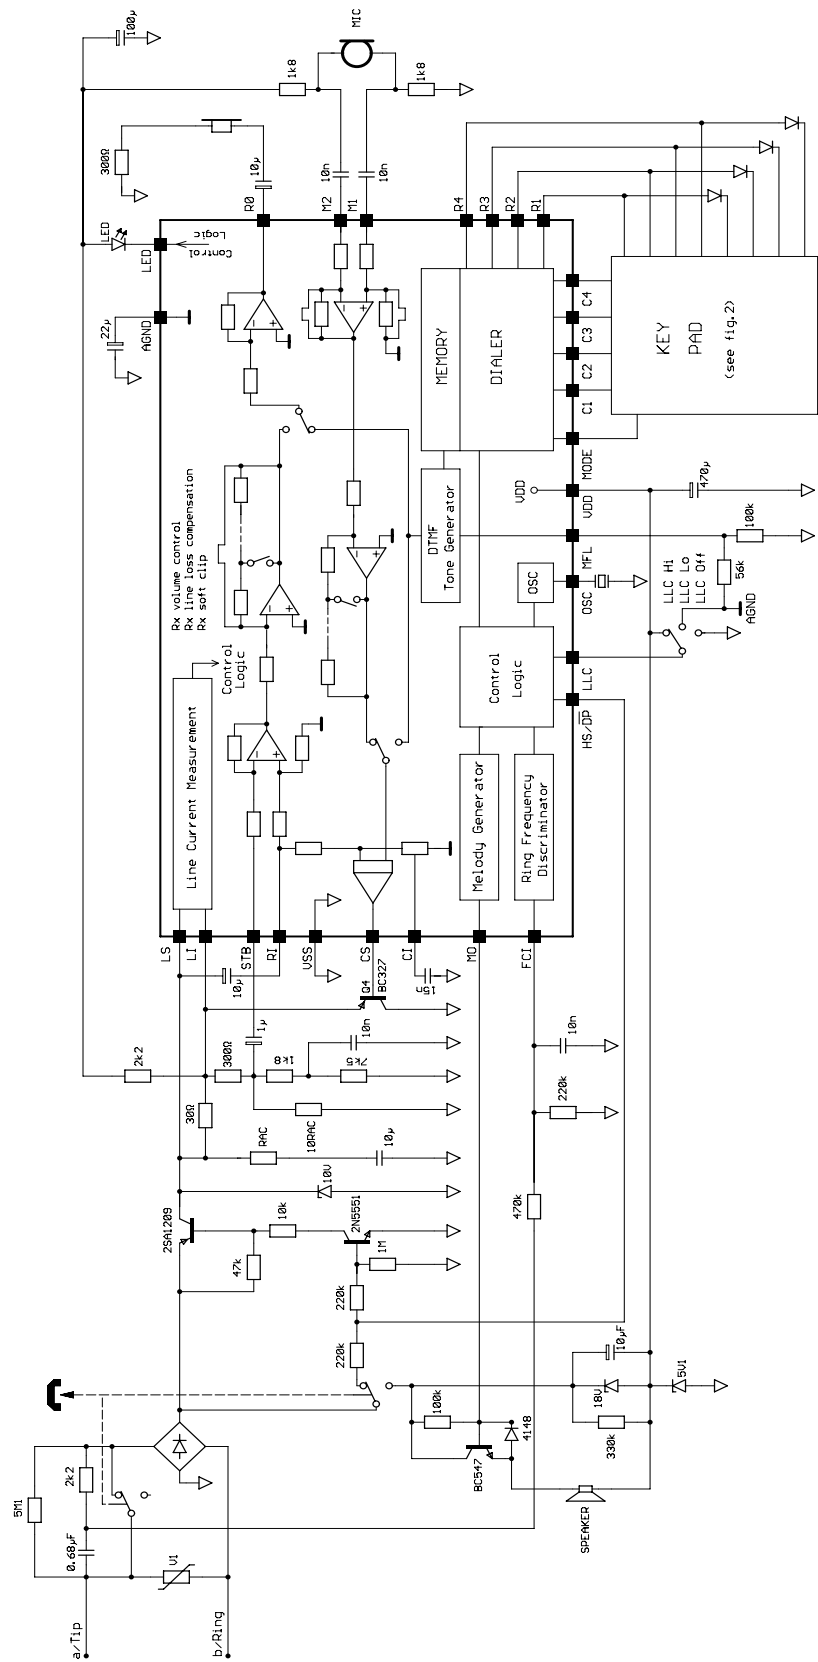 a/Tip
b/Ring
5M1
0.68µF
2k2
V1
2SA1209
47k
10k
2N5551
1M
220k
220k
100k
BC547
4148
SPEAKER
18V
10µF
330k
5V1
10V
RAC
10µ
10RAC
30Ω
2k2
300Ω
1k8
7k5
10n
1µ
10µ
Q4
BC327
15n
470k
220k
10n
LS
LI
STB
RI
VSS
CS
CI
MO
FCI
Line Current Measurement
Control
Logic
Rx volume control
Rx line loss compensation
Rx soft clip
Melody Generator
Ring Frequency
Discriminator
Control
Logic
OSC
DTMF
Tone Generator
MEMORY
DIALER
VDD
HS/DP
LLC
OSC
MFL
VDD
MODE
C1
C2
C3
C4
LLC Hi
LLC Lo
LLC Off
AGND
56k
100k
470µ
KEY
PAD
(see fig.2)
AGND
22µ
LED
LED
Control
Logic
R0
10µ
300Ω
M2
M1
10n
10n
1k8
1k8
MIC
100µ
R4
R3
R2
R1